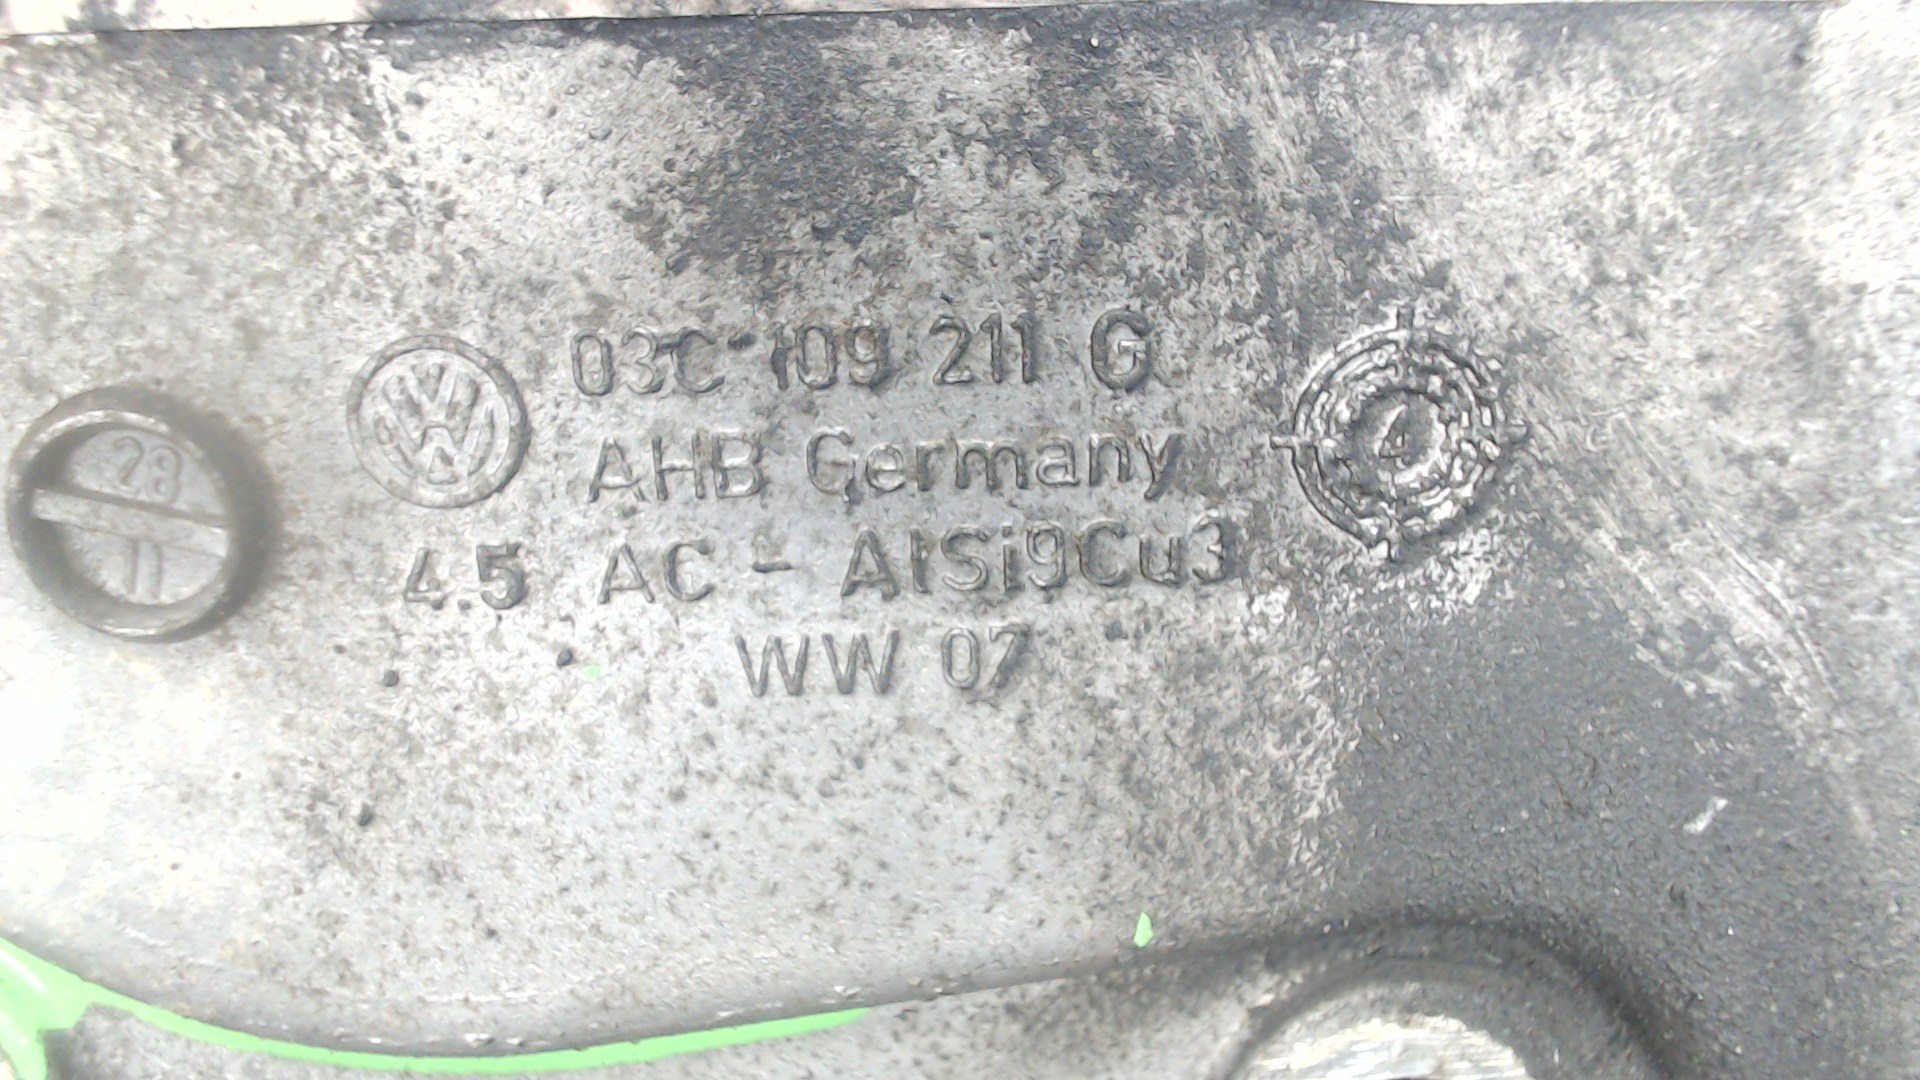 03C 109 211 G
AHB Germany
4.5 AC - AlSi9Cu3
WW 07
28
11
4